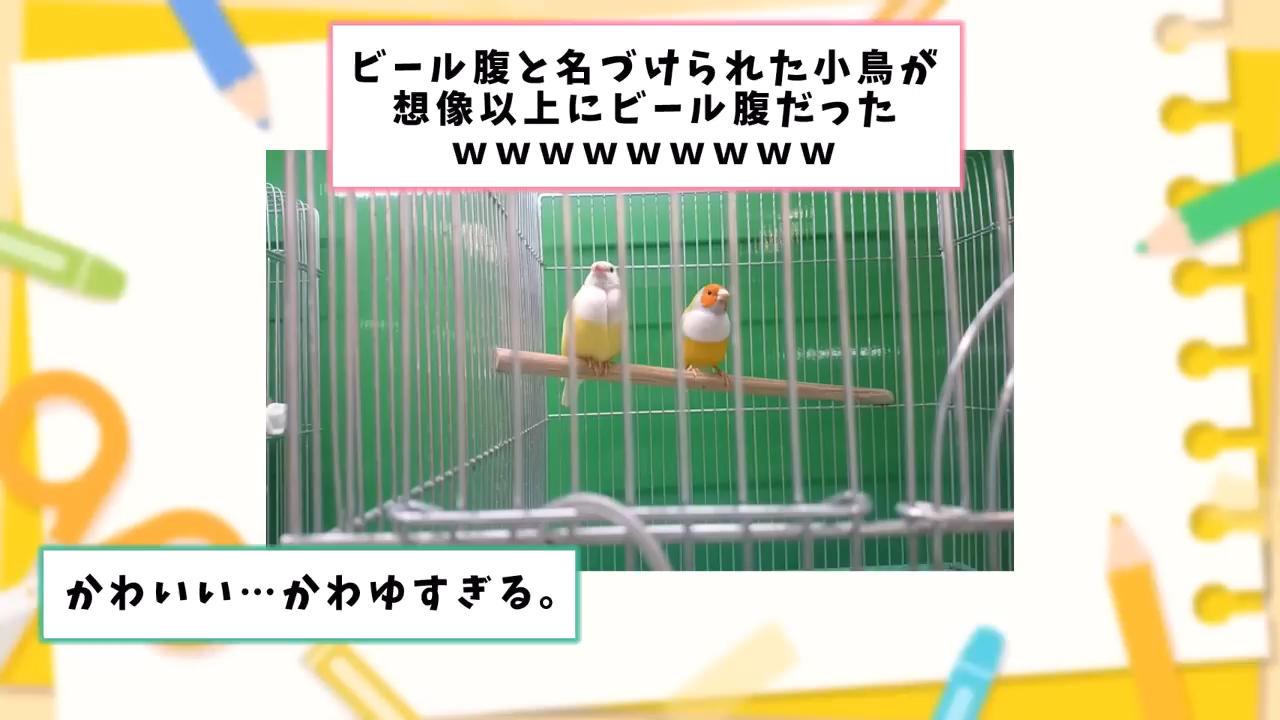 ビール腹と名づけられた小鳥が
想像以上にビール腹だった
ｗｗｗｗｗｗｗｗｗ
かわいい…かわゆすぎる。